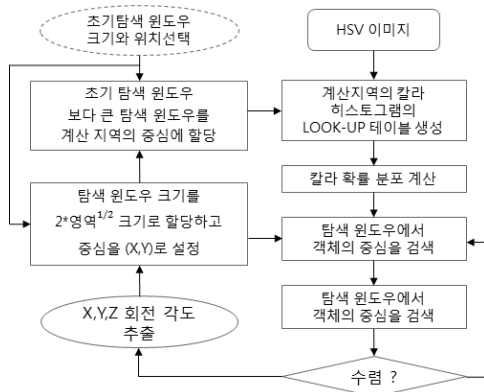 초기탐색 윈도우
크기와 위치선택
HSV 이미지
초기 탐색 윈도우
보다 큰 탐색 윈도우를
계산 지역의 중심에 할당
계산지역의 칼라
히스토그램의
LOOK-UP 테이블 생성
칼라 확률 분포 계산
탐색 윈도우 크기를
2*영역^1/2 크기로 할당하고
중심을 (X,Y)로 설정
탐색 윈도우에서
객체의 중심을 검색
탐색 윈도우에서
객체의 중심을 검색
X,Y,Z 회전 각도
추출
수렴 ?